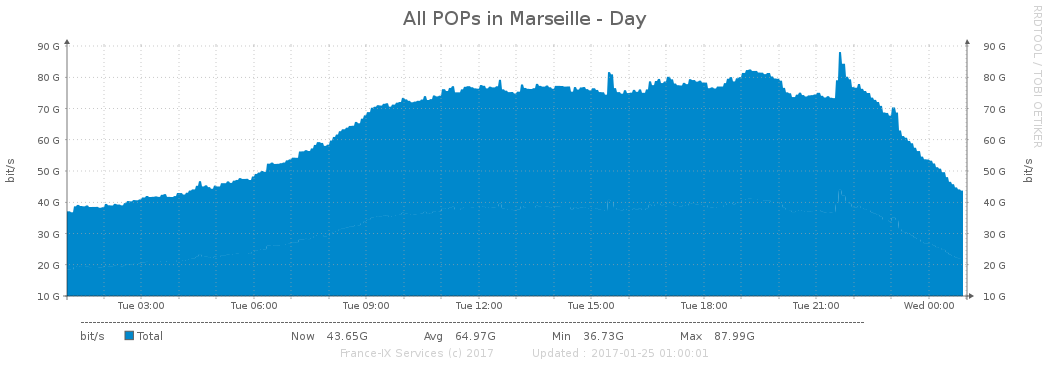 All POPs in Marseille - Day
RRDTOOL / TOBI OETIKER
90 G 90 G
80 G 80 G
70 G 70 G
60 G 60 G
50 G 50 G
40 G 40 G
30 G 30 G
20 G 20 G
10 G 10 G
bit/s
bit/s
Tue 03:00 Tue 06:00 Tue 09:00 Tue 12:00 Tue 15:00 Tue 18:00 Tue 21:00 Wed 00:00
bit/s Total Now 43.65G Avg 64.97G Min 36.73G Max 87.99G
France-IX Services (c) 2017 Updated : 2017-01-25 01:00:01